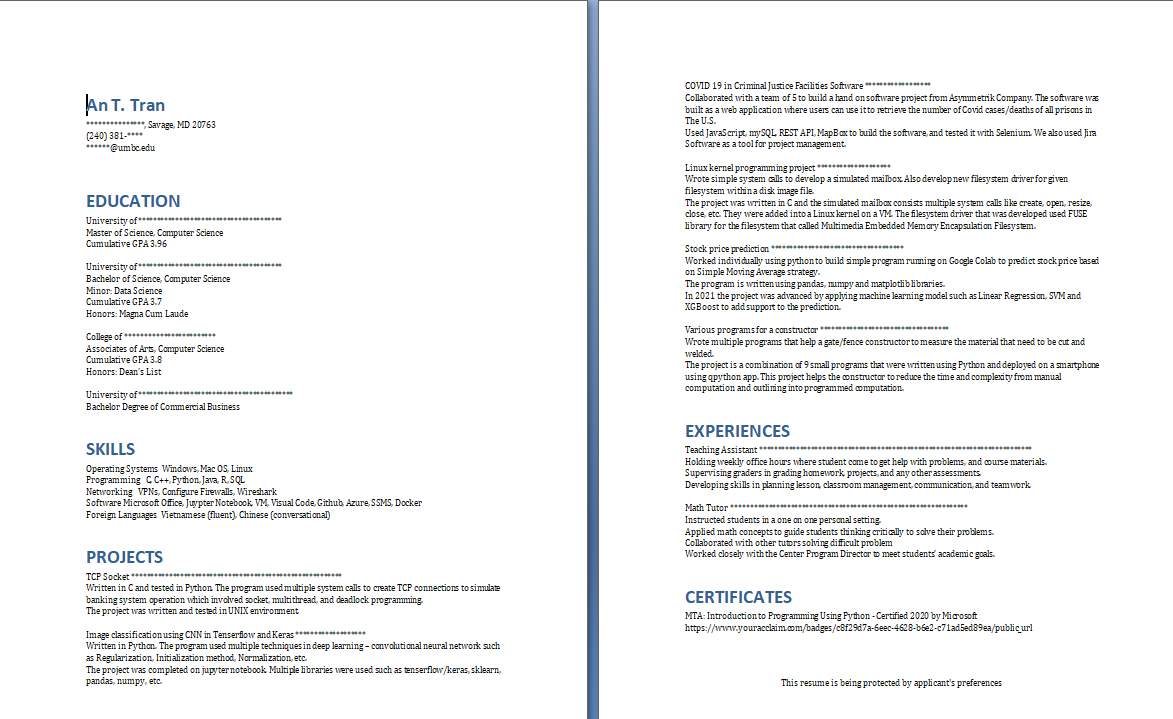 An T. Tran
***************, Savage, MD 20763
(240) 381-****
******@umbc.edu
EDUCATION
University of **************************************
Master of Science, Computer Science
Cumulative GPA 3.96
University of **************************************
Bachelor of Science, Computer Science
Minor: Data Science
Cumulative GPA 3.7
Honors: Magna Cum Laude
College of ************************
Associates of Arts, Computer Science
Cumulative GPA 3.8
Honors: Dean's List
University of *****************************************
Bachelor Degree of Commercial Business
SKILLS
Operating Systems Windows, Mac OS, Linux
Programming C, C++, Python, Java, R, SQL
Networking VPNs, Configure Firewalls, Wireshark
Software Microsoft Office, Juypter Notebook, VM, Visual Code, Github, Azure, SSMS, Docker
Foreign Languages Vietnamese (fluent), Chinese (conversational)
PROJECTS
TCP Socket ********************************************************
Written in C and tested in Python. The program used multiple system calls to create TCP connections to simulate
banking system operation which involved socket, multithread, and deadlock programming.
The project was written and tested in UNIX environment.
Image classification using CNN in Tenserflow and Keras *******************
Written in Python. The program used multiple techniques in deep learning – convolutional neural network such
as Regularization, Initialization method, Normalization, etc.
The project was completed on jupyter notebook. Multiple libraries were used such as tenserflow/keras, sklearn,
pandas, numpy, etc.
COVID 19 in Criminal Justice Facilities Software *****************
Collaborated with a team of 5 to build a hand on software project from Asymmetrik Company. The software was
built as a web application where users can use it to retrieve the number of Covid cases/deaths of all prisons in
The U.S.
Used JavaScript, mySQL, REST API, MapBox to build the software, and tested it with Selenium. We also used Jira
Software as a tool for project management.
Linux kernel programming project *******************
Wrote simple system calls to develop a simulated mailbox. Also develop new filesystem driver for given
filesystem within a disk image file.
The project was written in C and the simulated mailbox consists multiple system calls like create, open, resize,
close, etc. They were added into a Linux kernel on a VM. The filesystem driver that was developed used FUSE
library for the filesystem that called Multimedia Embedded Memory Encapsulation Filesystem.
Stock price prediction ***********************************
Worked individually using python to build simple program running on Google Colab to predict stock price based
on Simple Moving Average strategy.
The program is written using pandas, numpy and matplotlib libraries.
In 2021 the project was advanced by applying machine learning model such as Linear Regression, SVM and
XGBoost to add support to the prediction.
Various programs for a constructor **********************************
Wrote multiple programs that help a gate/fence constructor to measure the material that need to be cut and
welded.
The project is a combination of 9 small programs that were written using Python and deployed on a smartphone
using qpython app. This project helps the constructor to reduce the time and complexity from manual
computation and outlining into programmed computation.
EXPERIENCES
Teaching Assistant ************************************************************************
Holding weekly office hours where student come to get help with problems, and course materials.
Supervising graders in grading homework, projects, and any other assessments.
Developing skills in planning lesson, classroom management, communication, and teamwork.
Math Tutor ***************************************************************
Instructed students in a one on one personal setting.
Applied math concepts to guide students thinking critically to solve their problems.
Collaborated with other tutors solving difficult problem
Worked closely with the Center Program Director to meet students' academic goals.
CERTIFICATES
MTA: Introduction to Programming Using Python - Certified 2020 by Microsoft
https://www.youracclaim.com/badges/c8f29d7a-6eec-4628-b6e2-c71ad5ed89ea/public_url
This resume is being protected by applicant's preferences